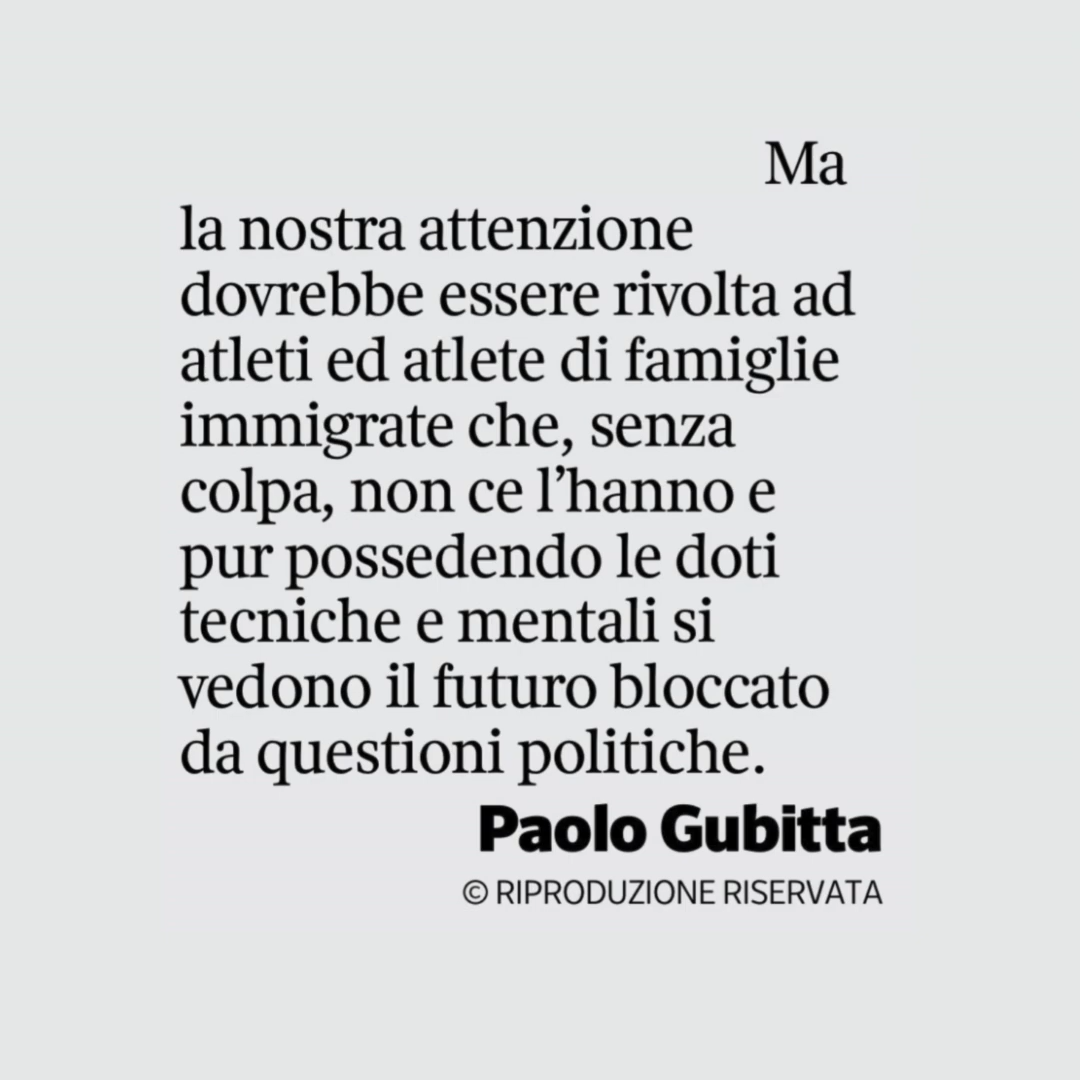 Ma
la nostra attenzione
dovrebbe essere rivolta ad
atleti ed atlete di famiglie
immigrate che, senza
colpa, non ce l’hanno e
pur possedendo le doti
tecniche e mentali si
vedono il futuro bloccato
da questioni politiche.
Paolo Gubitta
© RIPRODUZIONE RISERVATA